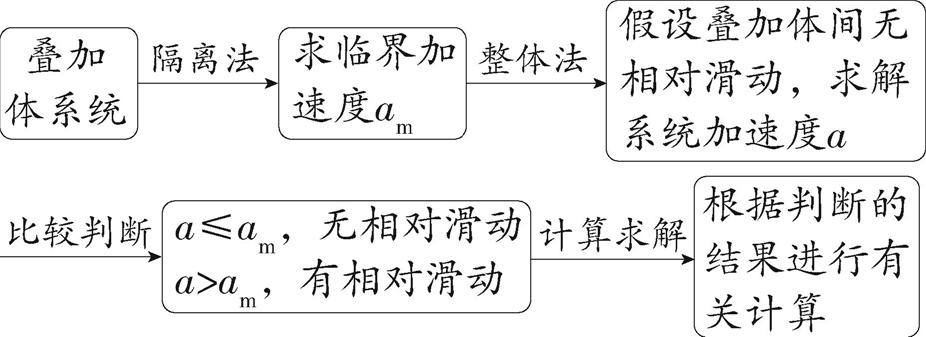 叠加
体系统
隔离法
求临界加
速度aₘ
整体法
假设叠加体间无
相对滑动，求解
系统加速度a
比较判断
a≤aₘ，无相对滑动
a>aₘ，有相对滑动
计算求解
根据判断的
结果进行有
关计算